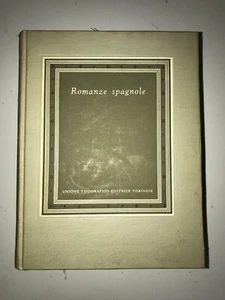 Romanze spagnole
UNIONE TIPOGRAFICO-EDITRICE TORINESE